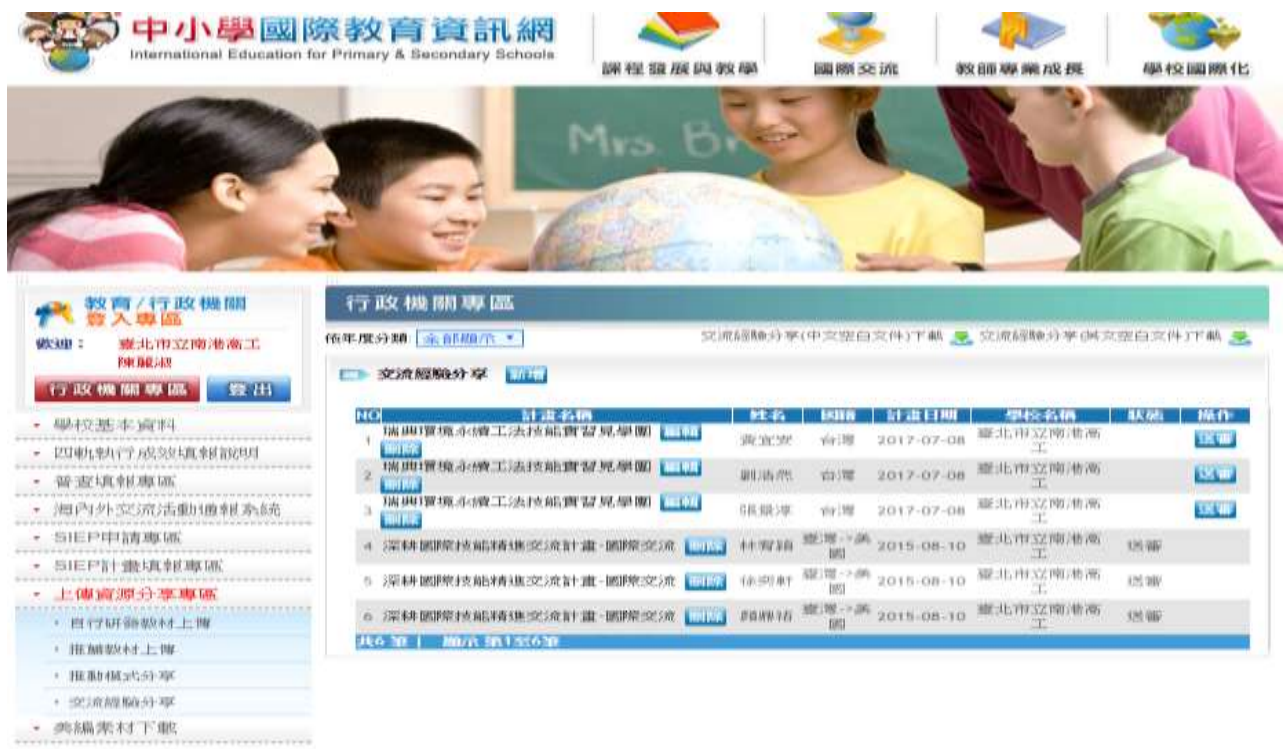 中小學國際教育資訊網
International Education for Primary & Secondary Schools
課程發展與教學 國際交流 教師專業成長 學校國際化
Mrs. Br
教育/行政機關
登入專區
歡迎： 臺北市立南港高工
陳麗淑
行政機關專區 登出
學校基本資料
四軌執行成效填報說明
普查填報專區
海內外交流活動通報系統
SIEP申請專區
SIEP計畫填報專區
上傳資源分享專區
自行研發教材上傳
推薦教材上傳
推動模式分享
交流經驗分享
美編素材下載
行政機關專區
依年度分類 全部顯示 交流經驗分享(中文空白文件)下載 交流經驗分享(英文空白文件)下載
交流經驗分享 新增
NO 計畫名稱 姓名 國籍 計畫日期 學校名稱 狀態 操作
1 瑞典環境永續工法技能實習見學團 編輯 刪除 黃宜安 台灣 2017-07-08 臺北市立南港高工 送審
2 瑞典環境永續工法技能實習見學團 編輯 刪除 劉浩然 台灣 2017-07-08 臺北市立南港高工 送審
3 瑞典環境永續工法技能實習見學團 編輯 刪除 張景淳 台灣 2017-07-08 臺北市立南港高工 送審
4 深耕國際技能精進交流計畫-國際交流 刪除 臺灣->美國 2015-08-10 臺北市立南港高工 送審
5 深耕國際技能精進交流計畫-國際交流 刪除 臺灣->美國 2015-08-10 臺北市立南港高工 送審
6 深耕國際技能精進交流計畫-國際交流 刪除 臺灣->美國 2015-08-10 臺北市立南港高工 送審
共6 筆 | 顯示 第1至6筆